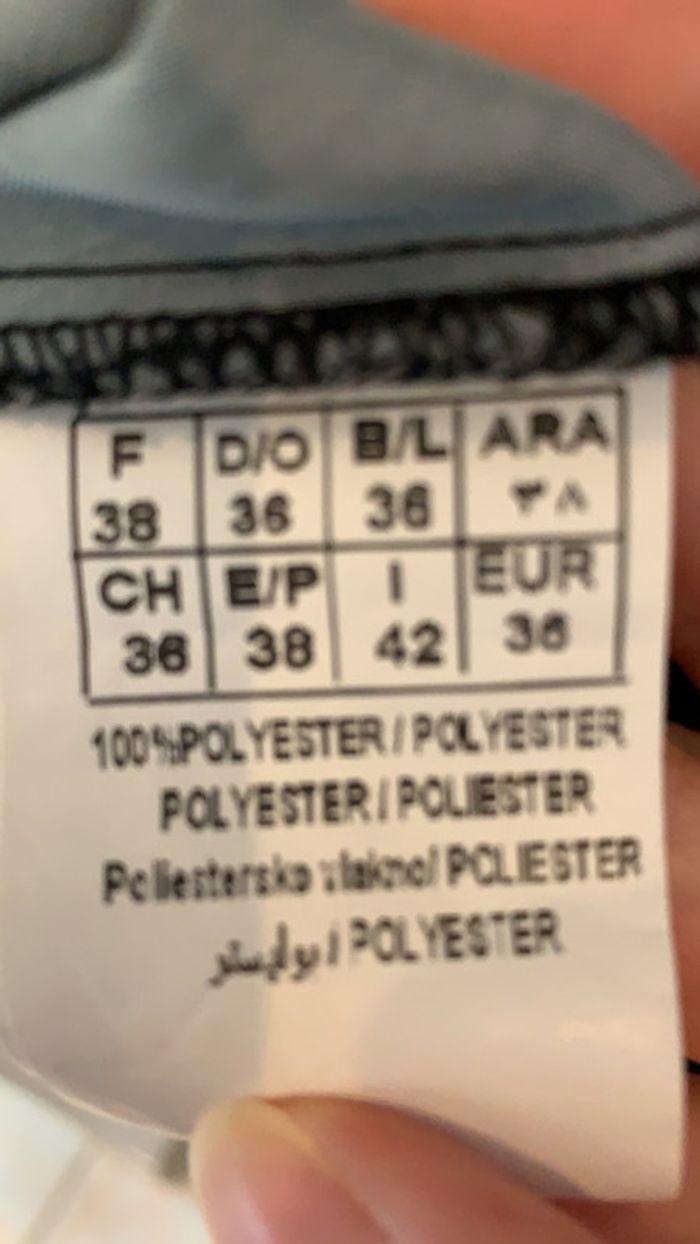 F D/O B/L ARA
38 36 36 ٣٨
CH E/P I EUR
36 38 42 36
100%POLYESTER / POLYESTER
POLYESTER / POLIESTER
Poliestersko vlakno/ POLIESTER
بوليستر / POLYESTER